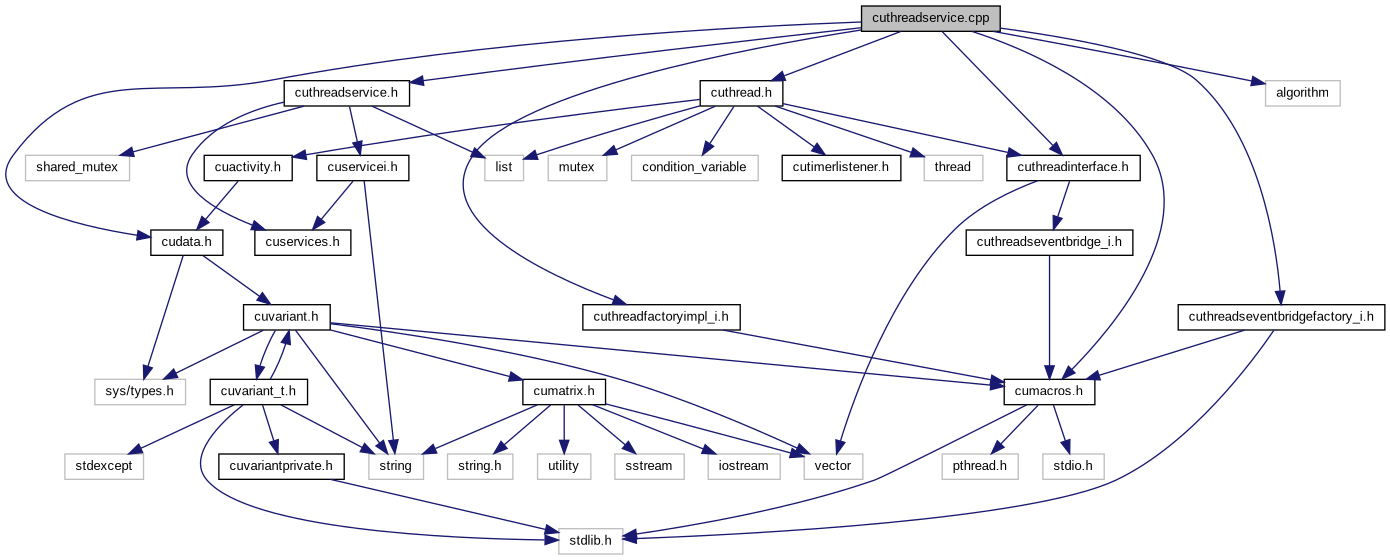 cuthreadservice.cpp
cuthreadservice.h
cuthread.h
algorithm
shared_mutex
cuactivity.h
cuservicei.h
list
mutex
condition_variable
cutimerlistener.h
thread
cuthreadinterface.h
cudata.h
cuservices.h
cuthreadseventbridge_i.h
cuvariant.h
cuthreadfactoryimpl_i.h
cuthreadseventbridgefactory_i.h
sys/types.h
cuvariant_t.h
cumatrix.h
cumacros.h
stdexcept
cuvariantprivate.h
string
string.h
utility
sstream
iostream
vector
pthread.h
stdio.h
stdlib.h